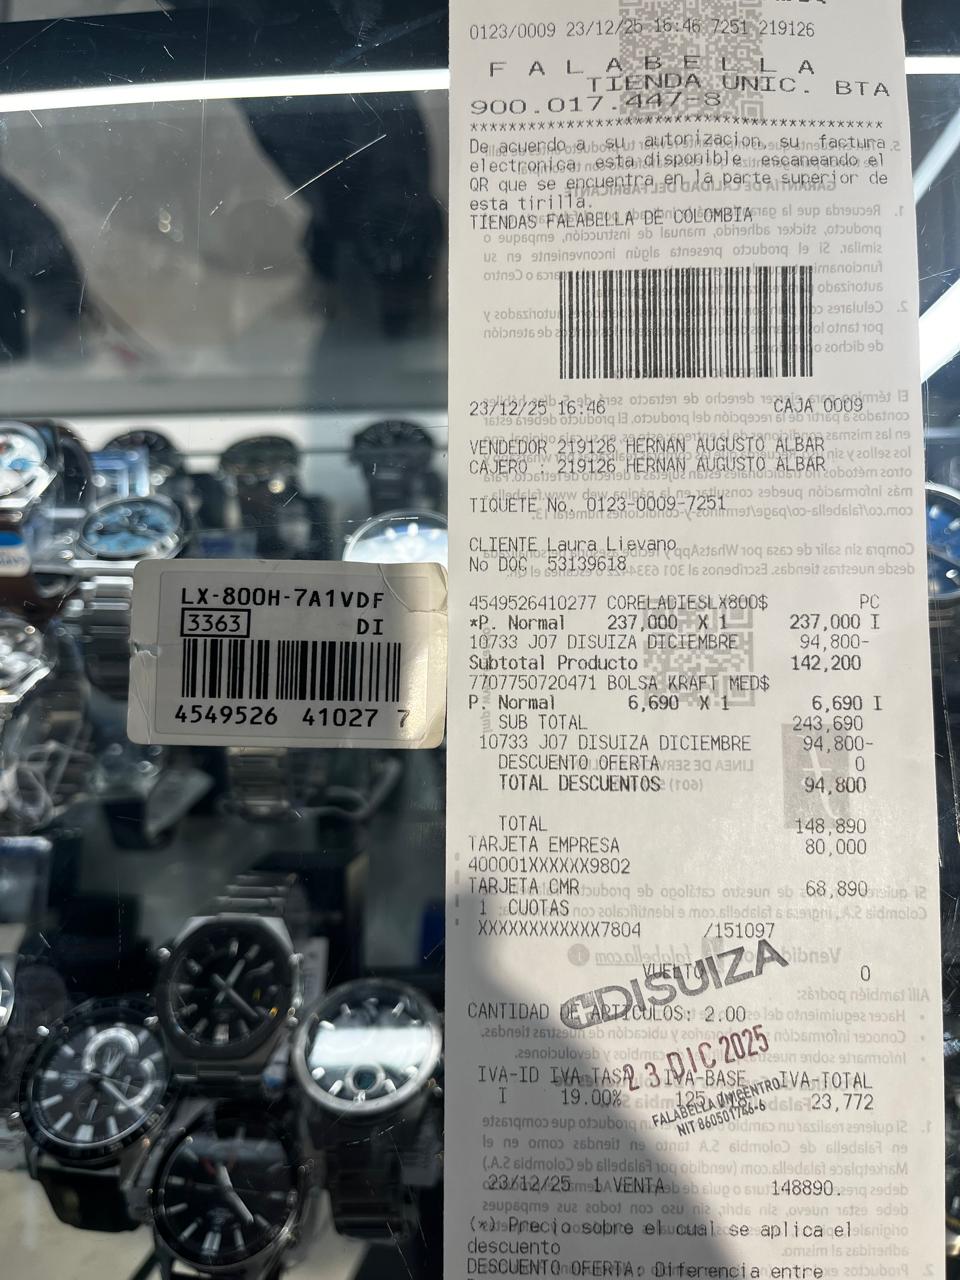 0123/0009 23/12/25 16:46 7251 219126
F A L A B E L L A
TIENDA UNIC. BTA
900.017.447-8
****************************************
De acuerdo a su autorizacion, su factura
electronica esta disponible escaneando el
QR que se encuentra en la parte superior de
esta tirilla.
TIENDAS FALABELLA DE COLOMBIA
23/12/25 16:46 CAJA 0009
VENDEDOR :219126 HERNAN AUGUSTO ALBAR
CAJERO : 219126 HERNAN AUGUSTO ALBAR
TIQUETE No. 0123-0009-7251
CLIENTE Laura Lievano
No DOC. 53139618
4549526410277 CORELADIESLX800$ PC
*P. Normal 237,000 X 1 237,000 I
10733 J07 DISUIZA DICIEMBRE 94,800-
Subtotal Producto 142,200
7707750720471 BOLSA KRAFT MED$
P. Normal 6,690 X 1 6,690 I
SUB TOTAL 243,690
10733 J07 DISUIZA DICIEMBRE 94,800-
DESCUENTO OFERTA 0
TOTAL DESCUENTOS 94,800
TOTAL 148,890
TARJETA EMPRESA 80,000
400001XXXXXX9802
TARJETA CMR 68,890
1 CUOTAS
XXXXXXXXXXXX7804 /151097
VUELTO 0
DISUIZA
CANTIDAD DE ARTICULOS: 2.00
23 DIC 2025
IVA-ID IVA-TASA IVA-BASE IVA-TOTAL
I 19.00% 23,772
FALABELLA UNICENTRO
NIT 860501766-6
23/12/25 1 VENTA 148890.
(*) Precio sobre el cual se aplica el
descuento
DESCUENTO OFERTA: Diferencia entre
LX-800H-7A1VDF
3363 DI
4549526 41027 7